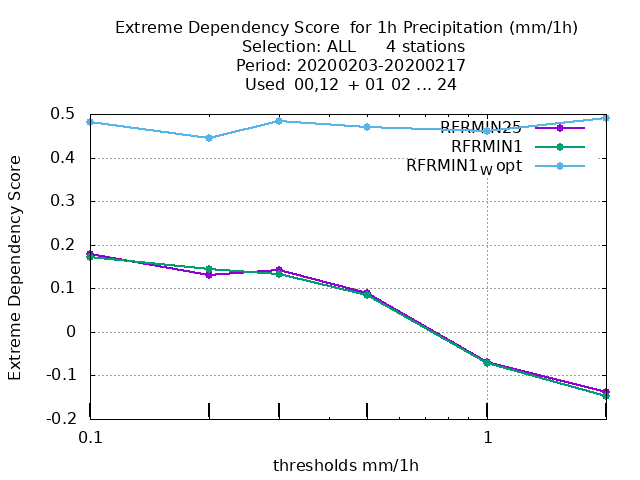 Extreme Dependency Score  for 1h Precipitation (mm/1h)
Selection: ALL      4 stations
Period: 20200203-20200217
Used  00,12  + 01 02 ... 24
Extreme Dependency Score
0.5
0.4
0.3
0.2
0.1
0
-0.1
-0.2
RFRMIN25
RFRMIN1
RFRMIN1w opt
0.1
1
thresholds mm/1h